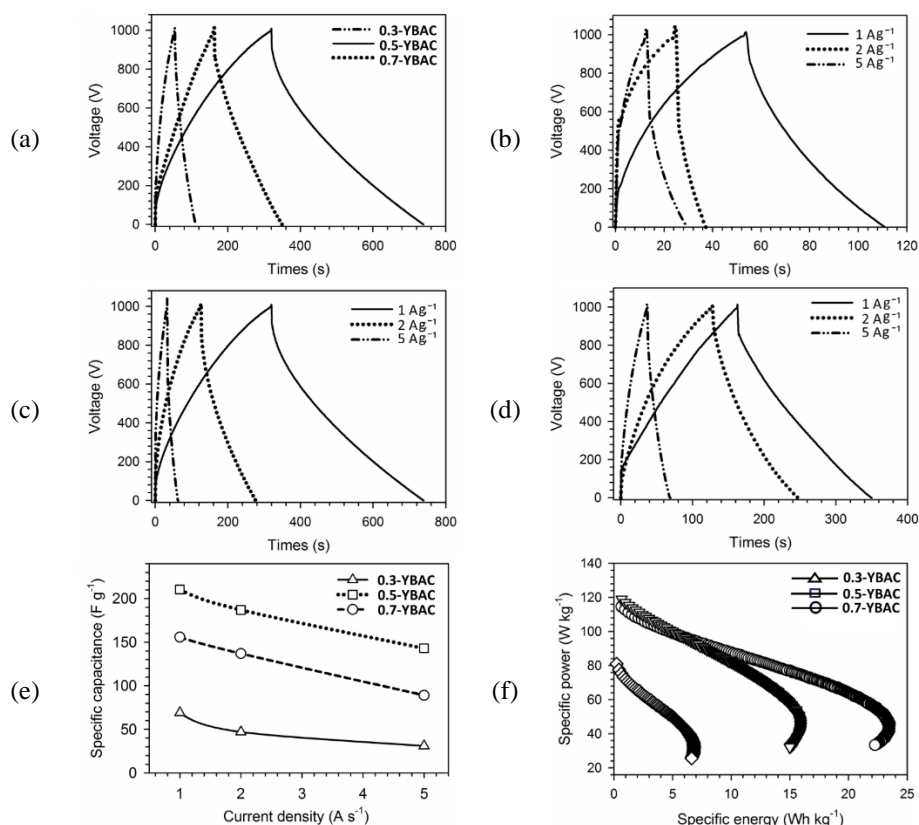 (a)
Voltage (V)
1000
800
600
400
200
0
0.3-YBAC
0.5-YBAC
0.7-YBAC
0 200 400 600 800
Times (s)
(b)
Voltage (V)
1000
800
600
400
200
0
1 Ag⁻¹
2 Ag⁻¹
5 Ag⁻¹
0 20 40 60 80 100 120
Times (s)
(c)
Voltage (V)
1000
800
600
400
200
0
1 Ag⁻¹
2 Ag⁻¹
5 Ag⁻¹
0 200 400 600 800
Times (s)
(d)
Voltage (V)
1000
800
600
400
200
0
1 Ag⁻¹
2 Ag⁻¹
5 Ag⁻¹
0 100 200 300 400
Times (s)
(e)
Specific capacitance (F g⁻¹)
200
150
100
50
0
0.3-YBAC
0.5-YBAC
0.7-YBAC
1 2 3 4 5
Current density (A s⁻¹)
(f)
Specific power (W kg⁻¹)
140
120
100
80
60
40
20
0.3-YBAC
0.5-YBAC
0.7-YBAC
0 5 10 15 20 25
Specific energy (Wh kg⁻¹)